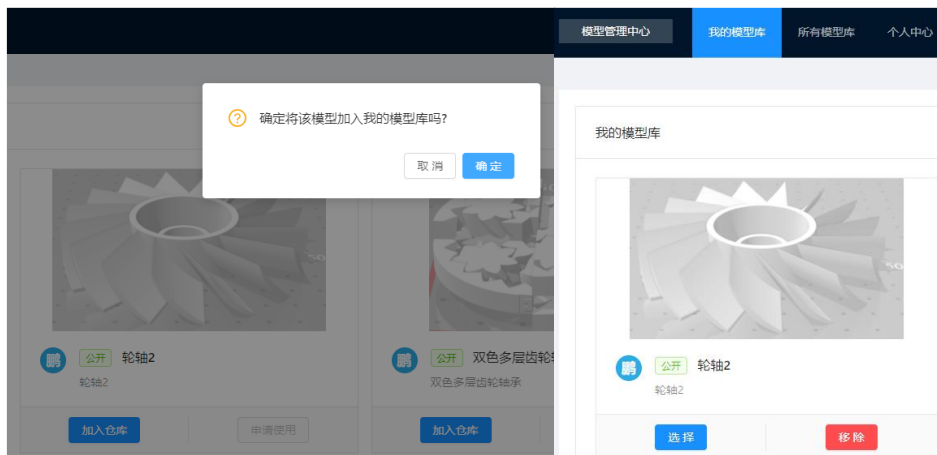 确定将该模型加入我的模型库吗?
取 消
确 定
鹏
公开
轮轴2
轮轴2
加入仓库
申请使用
鹏
公开
双色多层齿轮
双色多层齿轮轴承
加入仓库
模型管理中心
我的模型库
所有模型库
个人中心
我的模型库
鹏
公开
轮轴2
轮轴2
选 择
移 除